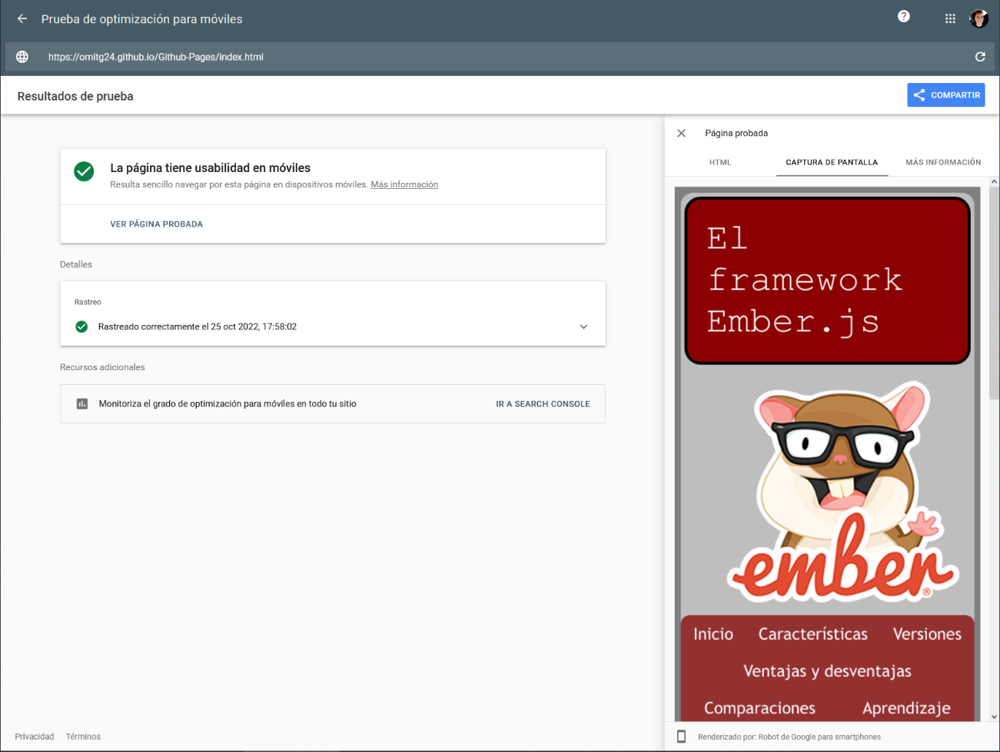 Prueba de optimización para móviles
https://omitg24.github.io/Github-Pages/index.html
Resultados de prueba
COMPARTIR
La página tiene usabilidad en móviles
Resulta sencillo navegar por esta página en dispositivos móviles. Más información
VER PÁGINA PROBADA
Detalles
Rastreo
Rastreado correctamente el 25 oct 2022, 17:58:02
Recursos adicionales
Monitoriza el grado de optimización para móviles en todo tu sitio
IR A SEARCH CONSOLE
Privacidad Términos
Página probada
HTML CAPTURA DE PANTALLA MÁS INFORMACIÓN
El
framework
Ember.js
ember®
Inicio Características Versiones
Ventajas y desventajas
Comparaciones Aprendizaje
Renderizado por: Robot de Google para smartphones